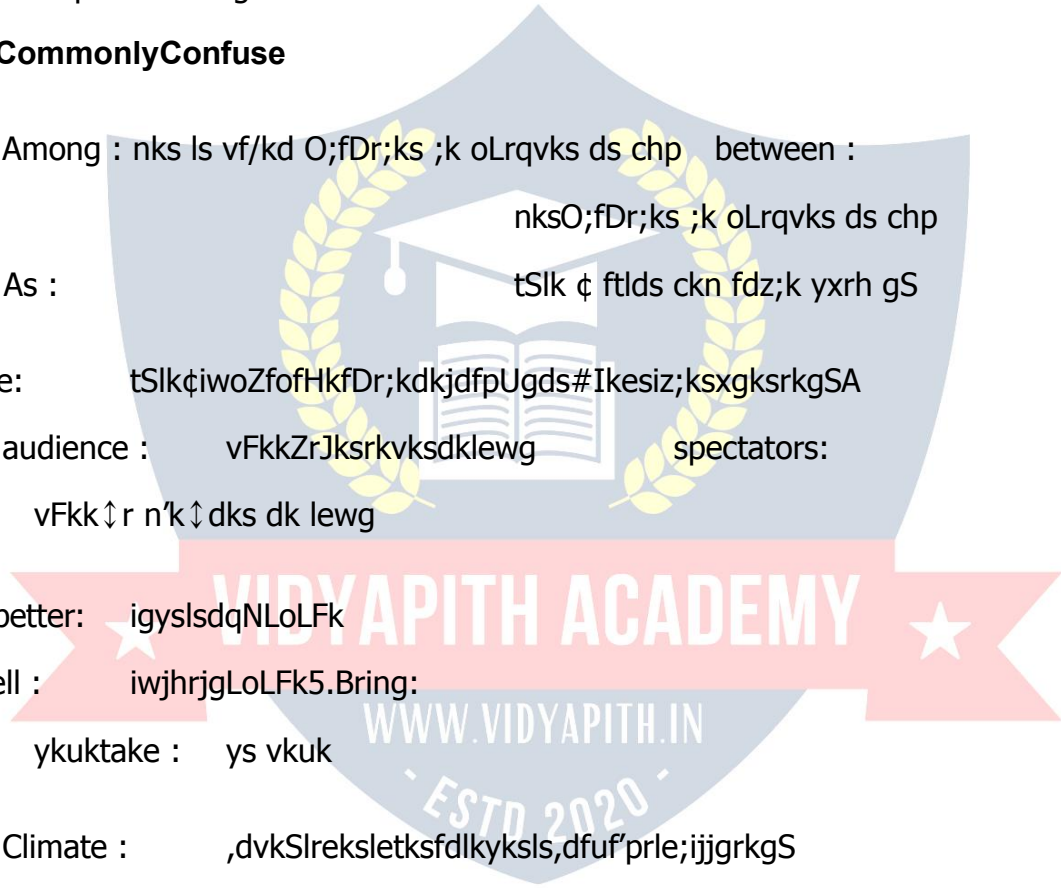 CommonlyConfuse
Among : nks ls vf/kd O;fDr;ks ;k oLrqvks ds chp between :
nksO;fDr;ks ;k oLrqvks ds chp
As : tSlk ¢ ftlds ckn fdz;k yxrh gS
e: tSlk¢iwoZfofHkfDr;kdkjdfpUgds#Ikesiz;ksxgksrkgSA
audience : vFkkZrJksrkvksdklewg spectators:
vFkk↕r n’k↕dks dk lewg
better: igyslsdqNLoLFk
ell : iwjhrjgLoLFk5.Bring:
ykuktake : ys vkuk
Climate : ,dvkSlreksletksfdlkyksls,dfuf’prle;ijjgrkgS
VIDYAPITH ACADEMY
WWW.VIDYAPITH.IN
- ESTD 2020 -